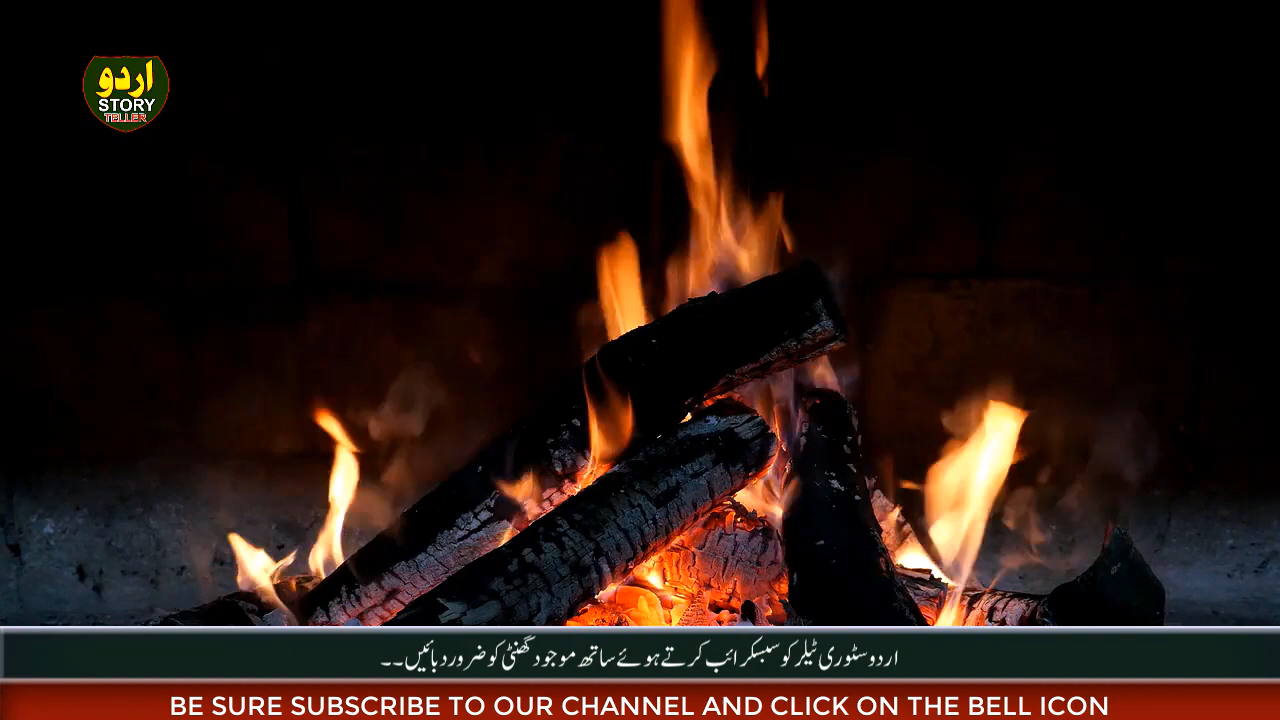 اردو
STORY
TELLER
اردو سٹوری ٹیلر کو سبسکرائب کرتے ہوئے ساتھ موجود گھنٹی کو ضرور دبائیں۔۔
BE SURE SUBSCRIBE TO OUR CHANNEL AND CLICK ON THE BELL ICON